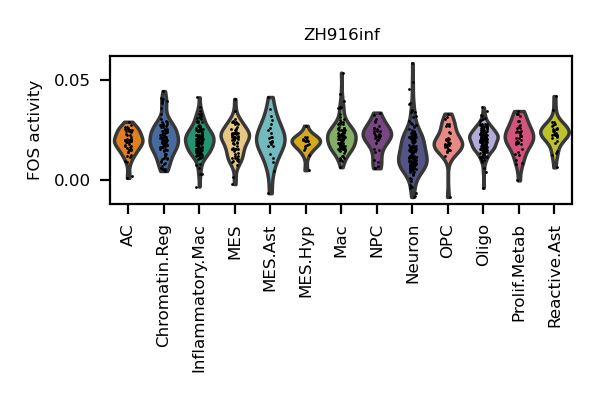 ZH916inf
FOS activity
0.05
0.00
AC
Chromatin.Reg
Inflammatory.Mac
MES
MES.Ast
MES.Hyp
Mac
NPC
Neuron
OPC
Oligo
Prolif.Metab
Reactive.Ast